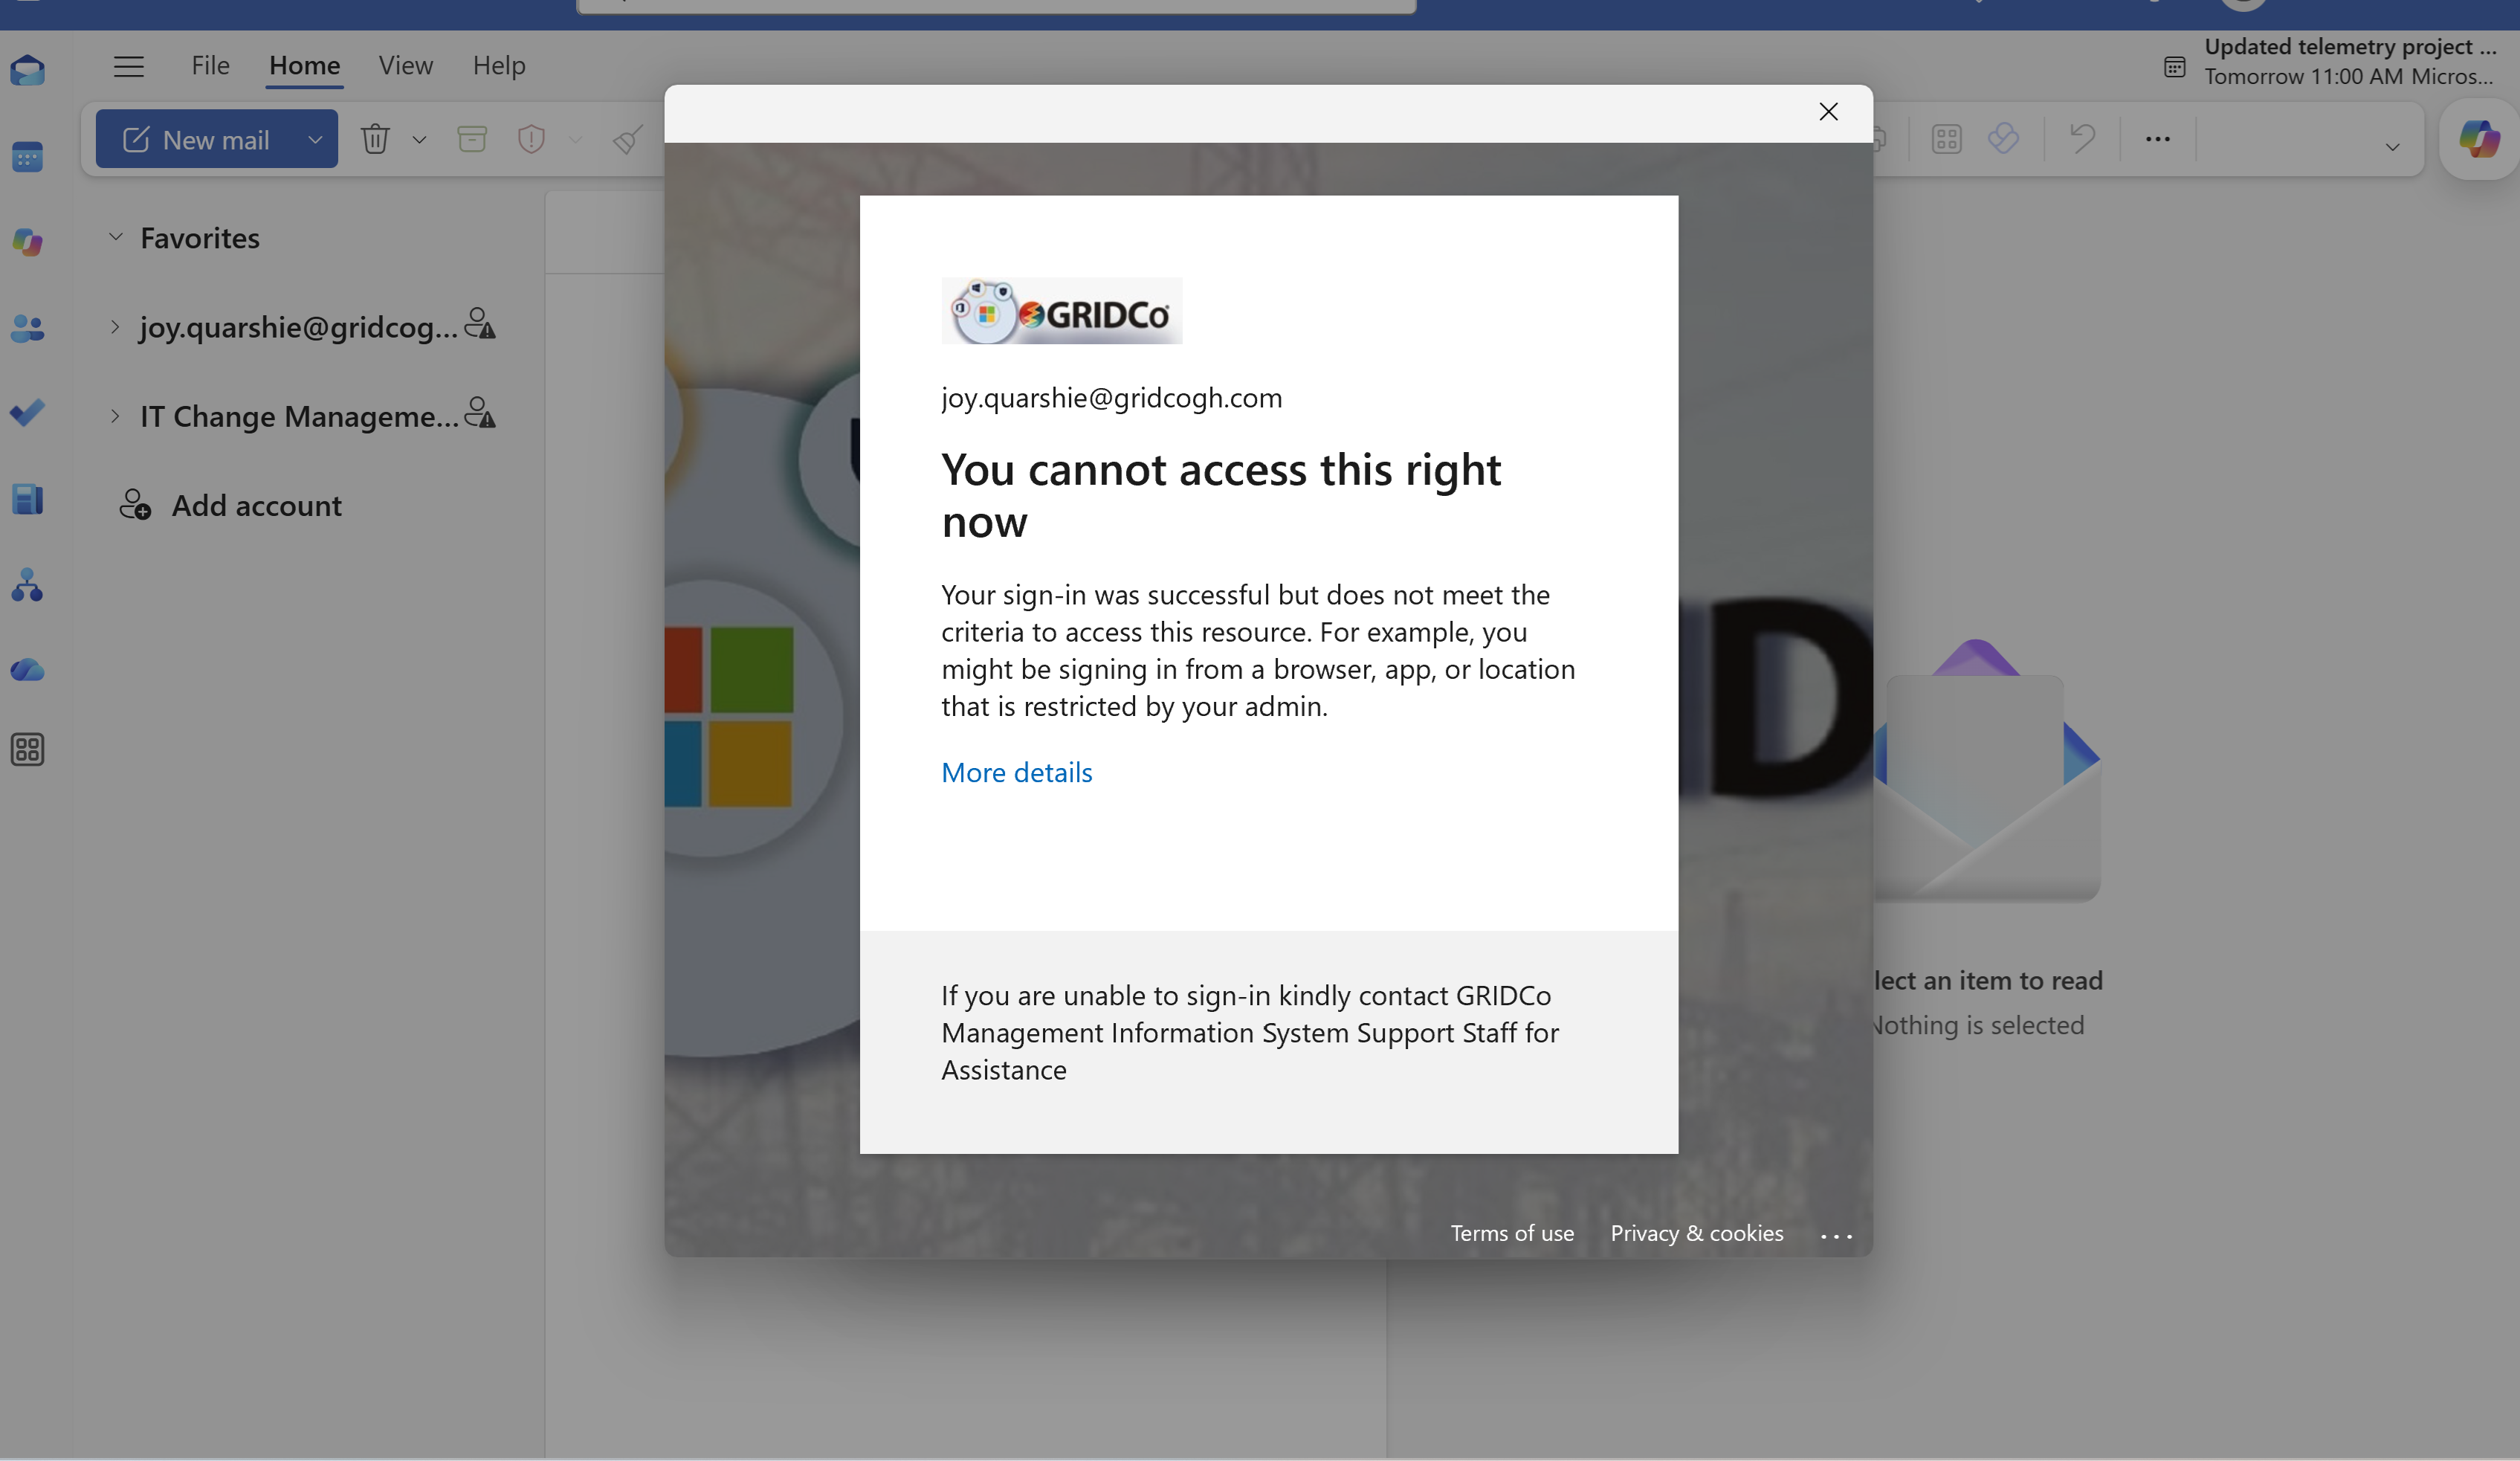 File Home View Help
Updated telemetry project ...
Tomorrow 11:00 AM Micros...
New mail
Favorites
joy.quarshie@gridcog...
IT Change Manageme...
Add account
GRIDCo
joy.quarshie@gridcogh.com
You cannot access this right
now
Your sign-in was successful but does not meet the
criteria to access this resource. For example, you
might be signing in from a browser, app, or location
that is restricted by your admin.
More details
If you are unable to sign-in kindly contact GRIDCo
Management Information System Support Staff for
Assistance
Terms of use Privacy & cookies ...
D
lect an item to read
Nothing is selected